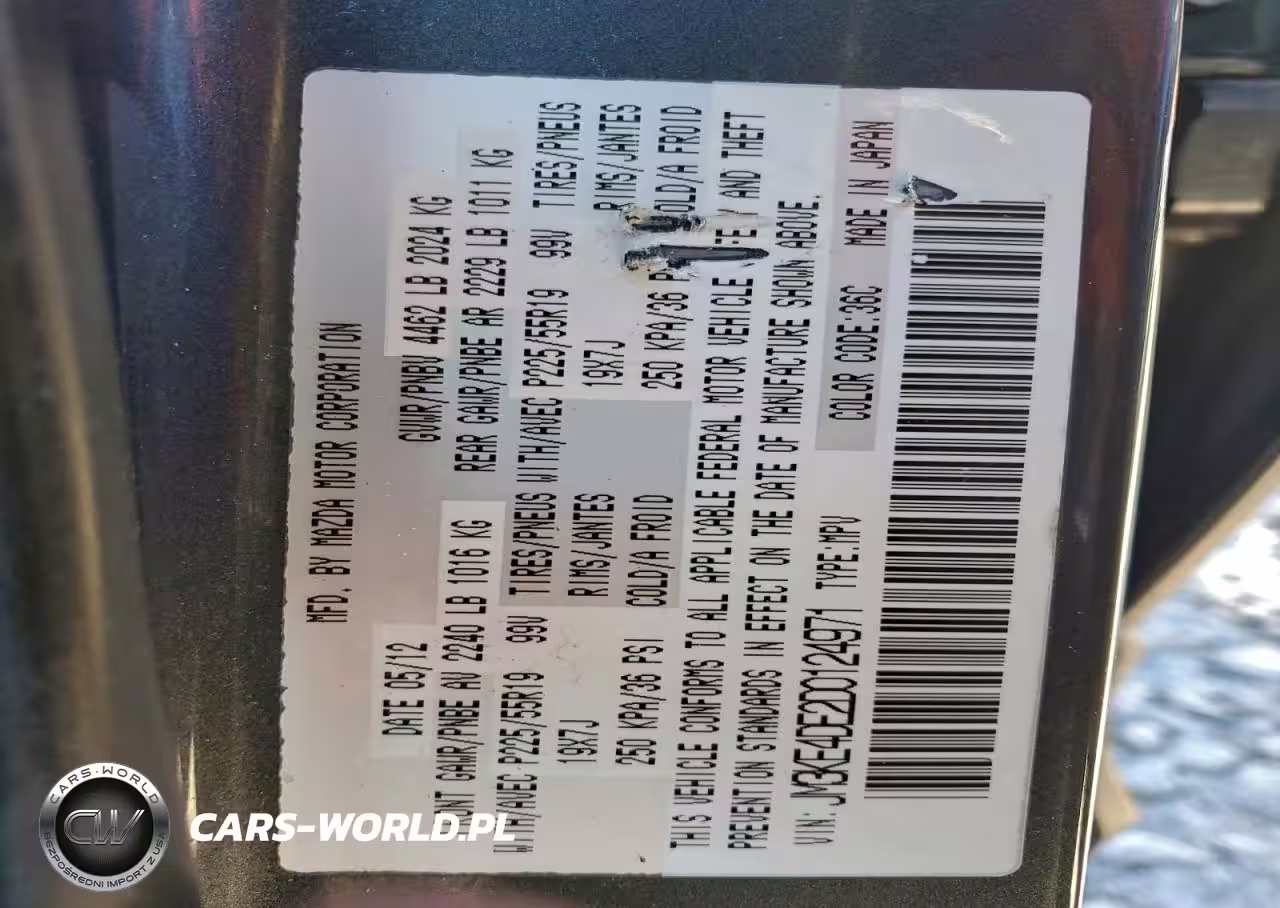 MFD. BY MAZDA MOTOR CORPORATION
DATE 05/12
GVWR/PNBV 4462 LB 2024 KG
GAWR/PNBE AV 2240 LB 1016 KG
REAR GAWR/PNBE AR 2229 LB 1011 KG
WITH/AVEC P225/55R19 99V TIRES/PNEUS WITH/AVEC P225/55R19 99V TIRES/PNEUS
19X7J RIMS/JANTES 19X7J RIMS/JANTES
250 KPA/36 PSI COLD/A FROID 250 KPA/36 A FROID
THIS VEHICLE CONFORMS TO ALL APPLICABLE FEDERAL MOTOR VEHICLE AND THEFT
PREVENTION STANDARDS IN EFFECT ON THE DATE OF MANUFACTURE SHOWN ABOVE.
VIN: JM3KE4DE2D0124971 TYPE:MPV COLOR CODE:36C MADE IN JAPAN
CARS-WORLD
CW
BEZPOŚREDNI IMPORT Z USA
CARS-WORLD.PL